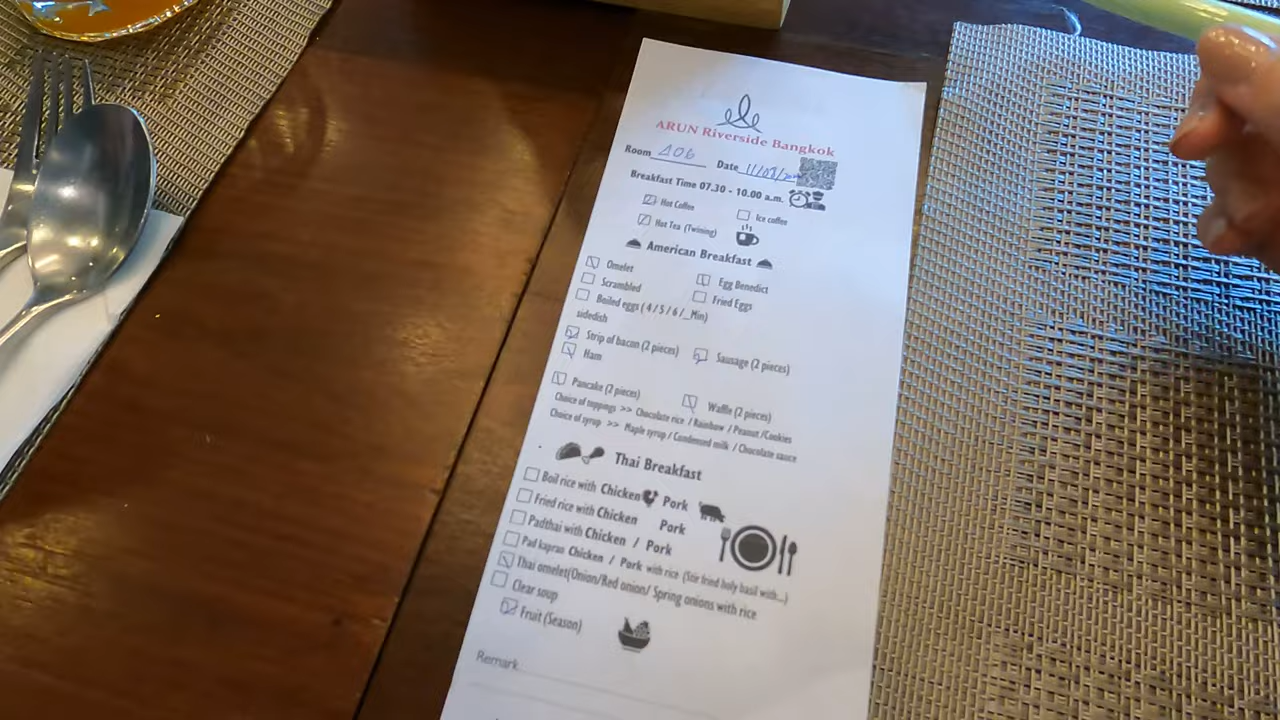 ARUN Riverside Bangkok
Room 406 Date 11/08/24
Breakfast Time 07.30 - 10.00 a.m.
Hot Coffee Ice coffee
Hot Tea (Twining)
American Breakfast
Omelet Egg Benedict
Scrambled Fried Eggs
Boiled eggs ( 4 / 5 / 6 /_Min)
sidedish
Strip of bacon (2 pieces) Sausage (2 pieces)
Ham
Pancake (2 pieces) Waffle (2 pieces)
Choice of toppings >> Chocolate rice / Rainbow / Peanut /Cookies
Choice of syrup >> Maple syrup / Condensed milk / Chocolate sauce
Thai Breakfast
Boil rice with Chicken Pork
Fried rice with Chicken Pork
Padthai with Chicken / Pork
Pad kaprao Chicken / Pork with rice (Stir fried holy basil with...)
Thai omelet(Onion/Red onion/ Spring onions with rice
Clear soup
Fruit (Season)
Remark